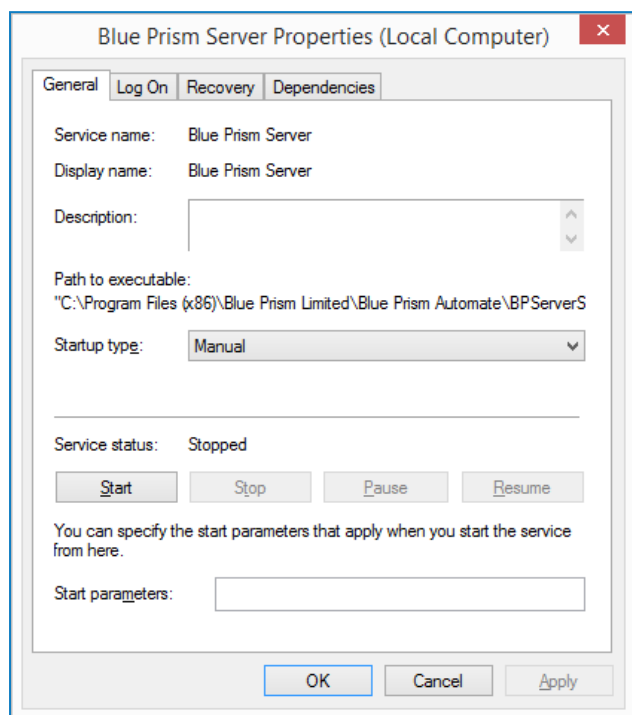 Blue Prism Server Properties (Local Computer)
General Log On Recovery Dependencies
Service name: Blue Prism Server
Display name: Blue Prism Server
Description:
Path to executable:
"C:\Program Files (x86)\Blue Prism Limited\Blue Prism Automate\BPServerS
Startup type: Manual
Service status: Stopped
Start Stop Pause Resume
You can specify the start parameters that apply when you start the service
from here.
Start parameters:
OK Cancel Apply